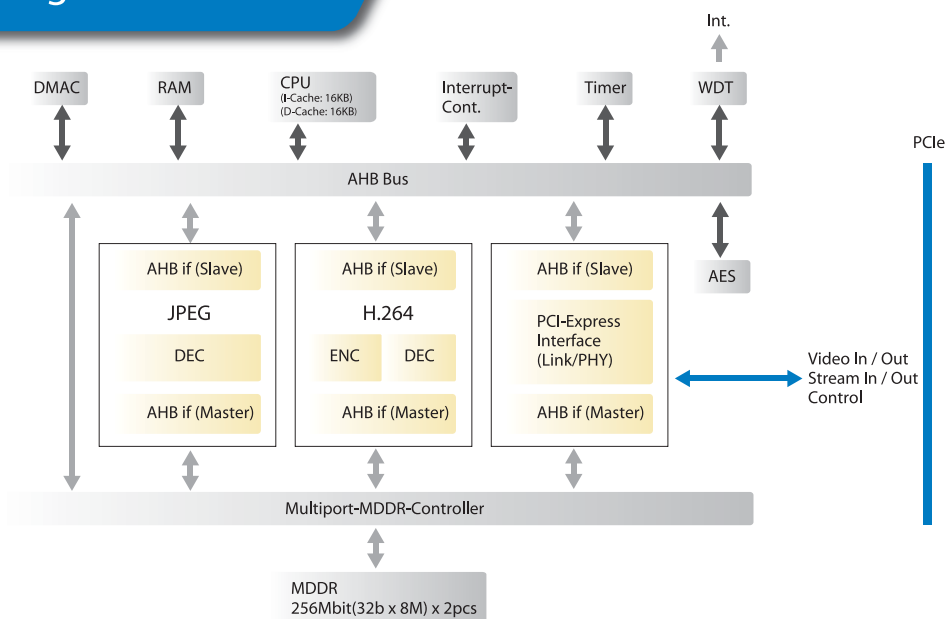 g
Int.
DMAC
RAM
CPU
(I-Cache: 16KB)
(D-Cache: 16KB)
Interrupt-
Cont.
Timer
WDT
PCIe
AHB Bus
AHB if (Slave)
JPEG
DEC
AHB if (Master)
AHB if (Slave)
H.264
ENC
DEC
AHB if (Master)
AHB if (Slave)
PCI-Express
Interface
(Link/PHY)
AHB if (Master)
AES
Video In / Out
Stream In / Out
Control
Multiport-MDDR-Controller
MDDR
256Mbit(32b x 8M) x 2pcs